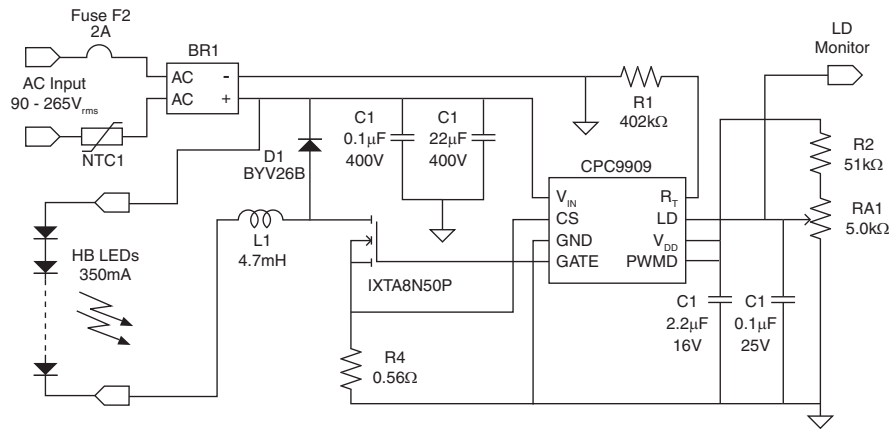 Fuse F2
2A
BR1
AC
-
AC
+
AC Input
90 - 265Vrms
NTC1
LD
Monitor
R1
402kΩ
C1
0.1μF
400V
C1
22μF
400V
D1
BYV26B
CPC9909
VIN
CS
GND
GATE
RT
LD
VDD
PWMD
R2
51kΩ
RA1
5.0kΩ
HB LEDs
350mA
L1
4.7mH
IXTA8N50P
C1
2.2μF
16V
C1
0.1μF
25V
R4
0.56Ω